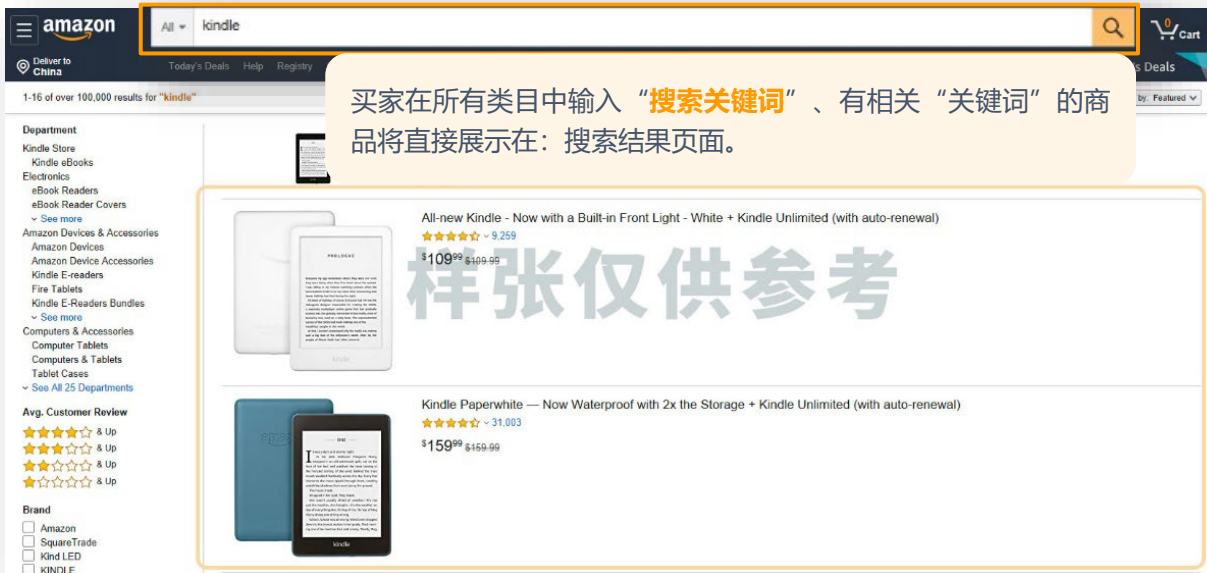 amazon
All
kindle
0
Cart
Deliver to
China
Today's Deals Help Registry
's Deals
1-16 of over 100,000 results for "kindle"
by: Featured
买家在所有类目中输入“搜索关键词”、有相关“关键词”的商
品将直接展示在：搜索结果页面。
Department
Kindle Store
Kindle eBooks
Electronics
eBook Readers
eBook Reader Covers
See more
Amazon Devices & Accessories
Amazon Devices
Amazon Device Accessories
Kindle E-readers
Fire Tablets
Kindle E-Readers Bundles
See more
Computers & Accessories
Computer Tablets
Computers & Tablets
Tablet Cases
See All 25 Departments
Avg. Customer Review
& Up
& Up
& Up
& Up
Brand
Amazon
SquareTrade
Kind LED
KINDLE
All-new Kindle - Now with a Built-in Front Light - White + Kindle Unlimited (with auto-renewal)
9,259
$109.99 $109.99
样张仅供参考
PROLOGUE
kindle
Kindle Paperwhite — Now Waterproof with 2x the Storage + Kindle Unlimited (with auto-renewal)
31,003
$159.99 $159.99
kindle